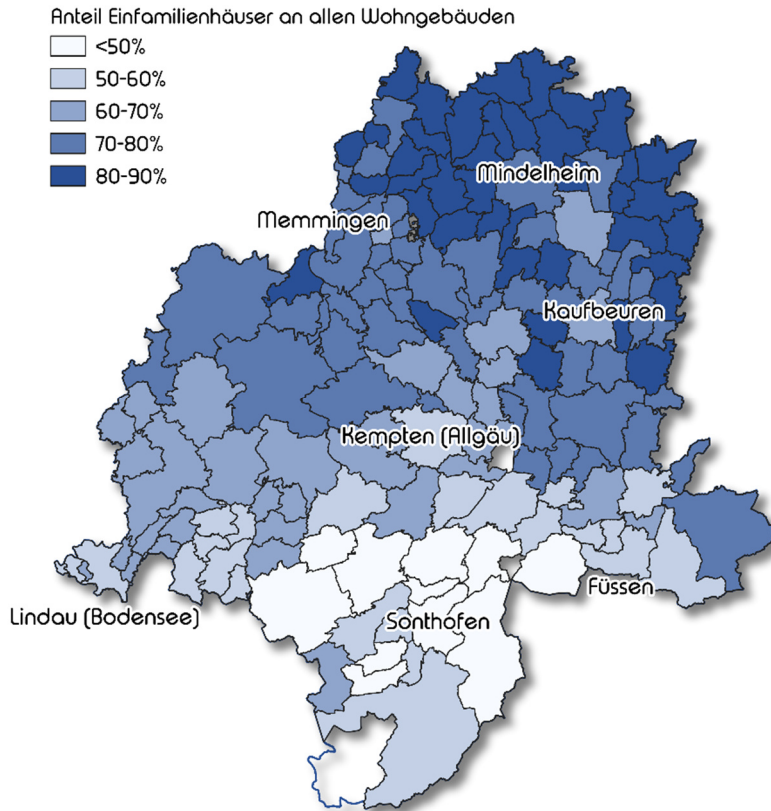 Anteil Einfamilienhäuser an allen Wohngebäuden
<50%
50-60%
60-70%
70-80%
80-90%
Mindelheim
Memmingen
Kaufbeuren
Kempten (Allgäu)
Füssen
Lindau (Bodensee)
Sonthofen